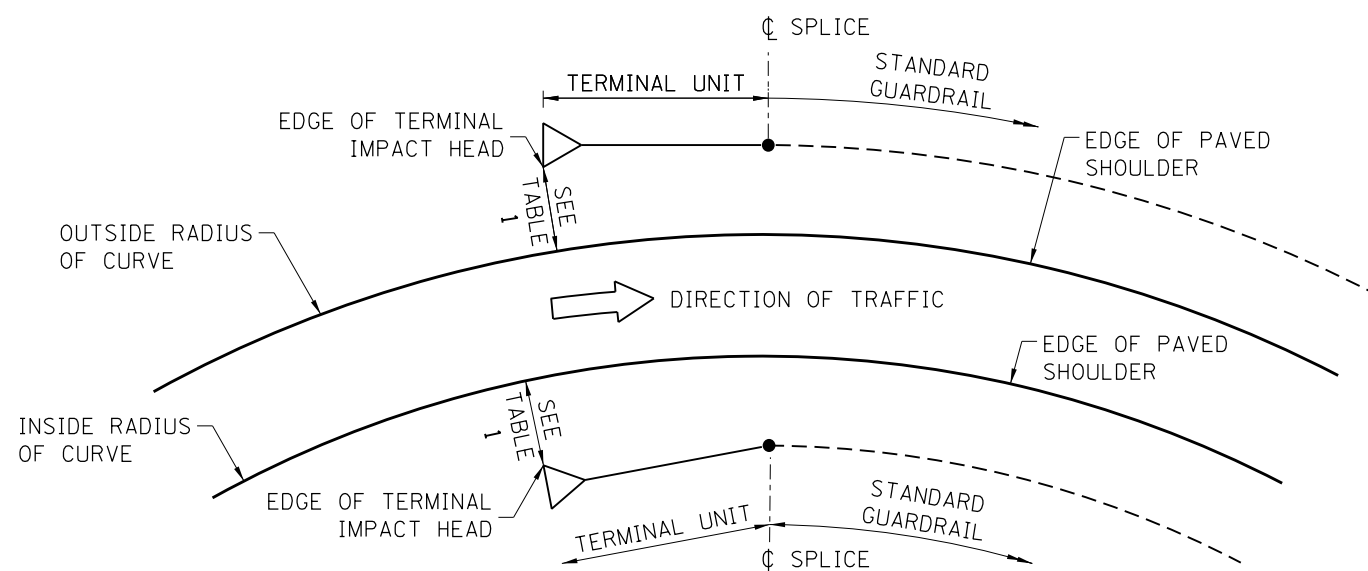 ℄ SPLICE
TERMINAL UNIT
STANDARD
GUARDRAIL
EDGE OF TERMINAL
IMPACT HEAD
EDGE OF PAVED
SHOULDER
SEE
TABLE
1
OUTSIDE RADIUS
OF CURVE
DIRECTION OF TRAFFIC
EDGE OF PAVED
SHOULDER
SEE
TABLE
1
INSIDE RADIUS
OF CURVE
EDGE OF TERMINAL
IMPACT HEAD
STANDARD
GUARDRAIL
TERMINAL UNIT
℄ SPLICE